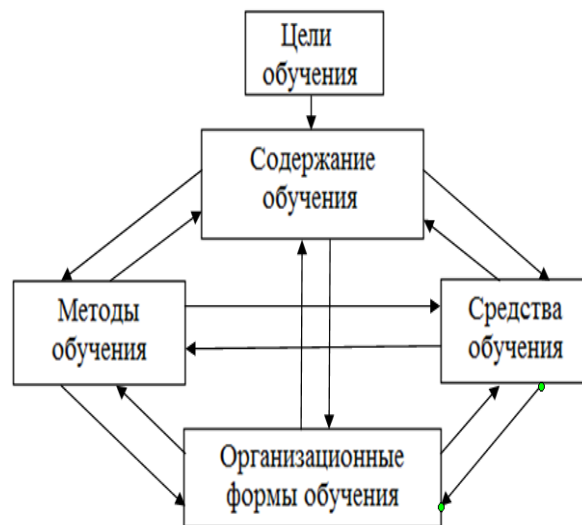 Цели
обучения
Содержание
обучения
Методы
обучения
Средства
обучения
Организационные
формы обучения